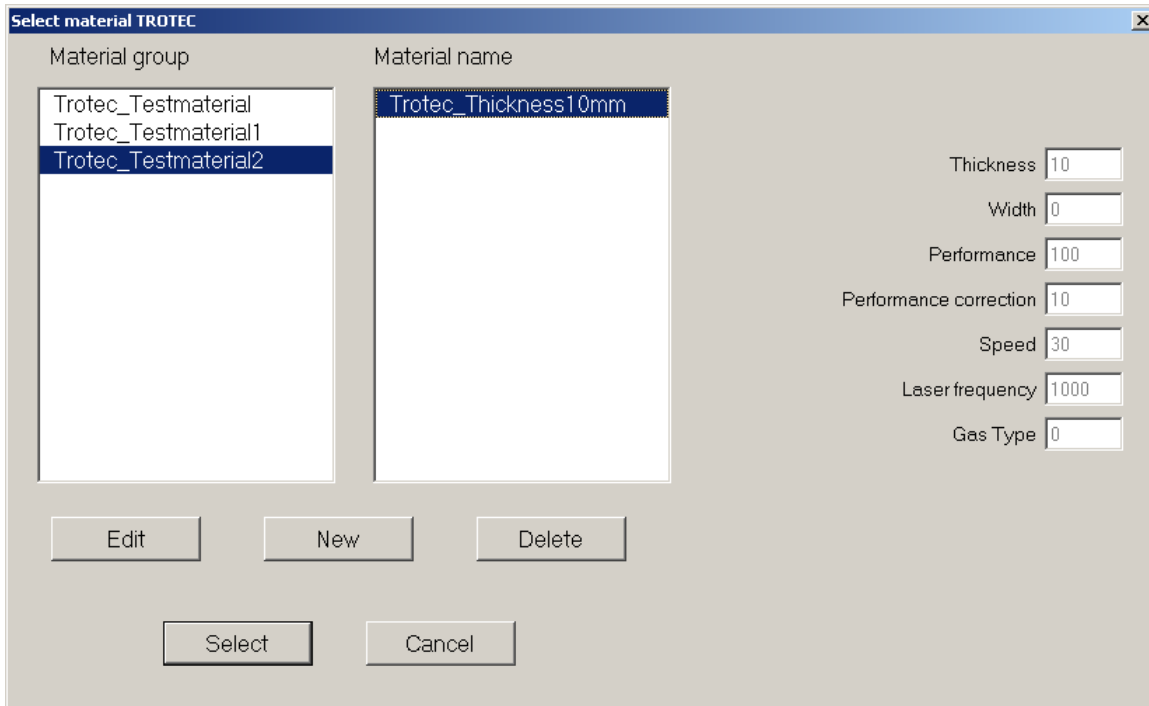 Select material TROTEC
Material group
Material name
Trotec_Testmaterial
Trotec_Testmaterial1
Trotec_Testmaterial2
Trotec_Thickness10mm
Thickness 10
Width 0
Performance 100
Performance correction 10
Speed 30
Laser frequency 1000
Gas Type 0
Edit
New
Delete
Select
Cancel